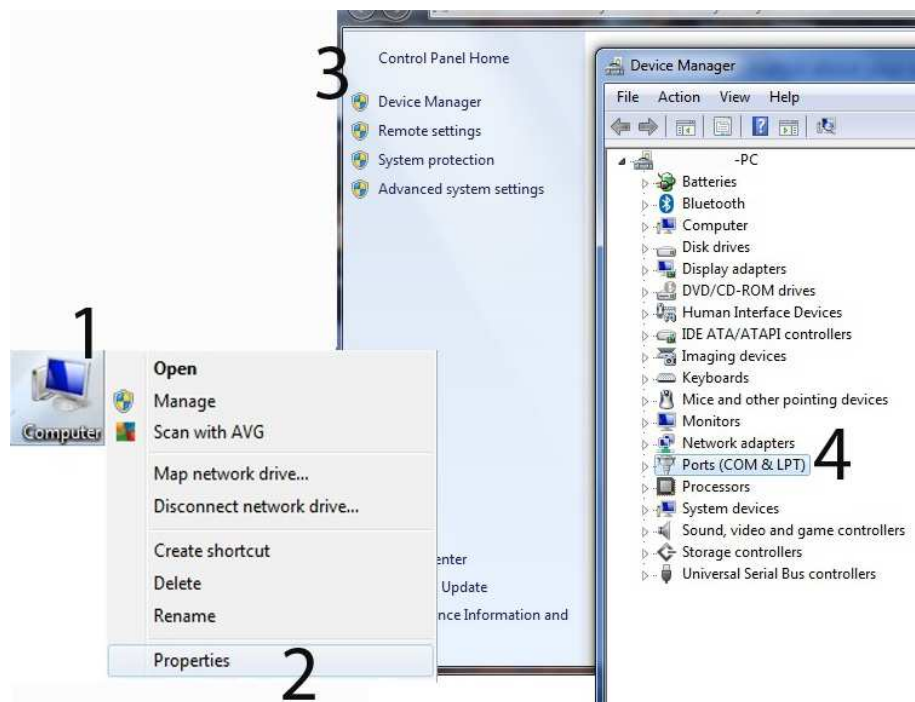 3
Control Panel Home
Device Manager
Remote settings
System protection
Advanced system settings
Device Manager
File Action View Help
-PC
Batteries
Bluetooth
Computer
Disk drives
Display adapters
DVD/CD-ROM drives
Human Interface Devices
IDE ATA/ATAPI controllers
Imaging devices
Keyboards
Mice and other pointing devices
Monitors
Network adapters
Ports (COM & LPT)
4
Processors
System devices
Sound, video and game controllers
Storage controllers
Universal Serial Bus controllers
1
Computer
Open
Manage
Scan with AVG
Map network drive...
Disconnect network drive...
Create shortcut
Delete
Rename
Properties
2
enter
Update
nce Information and